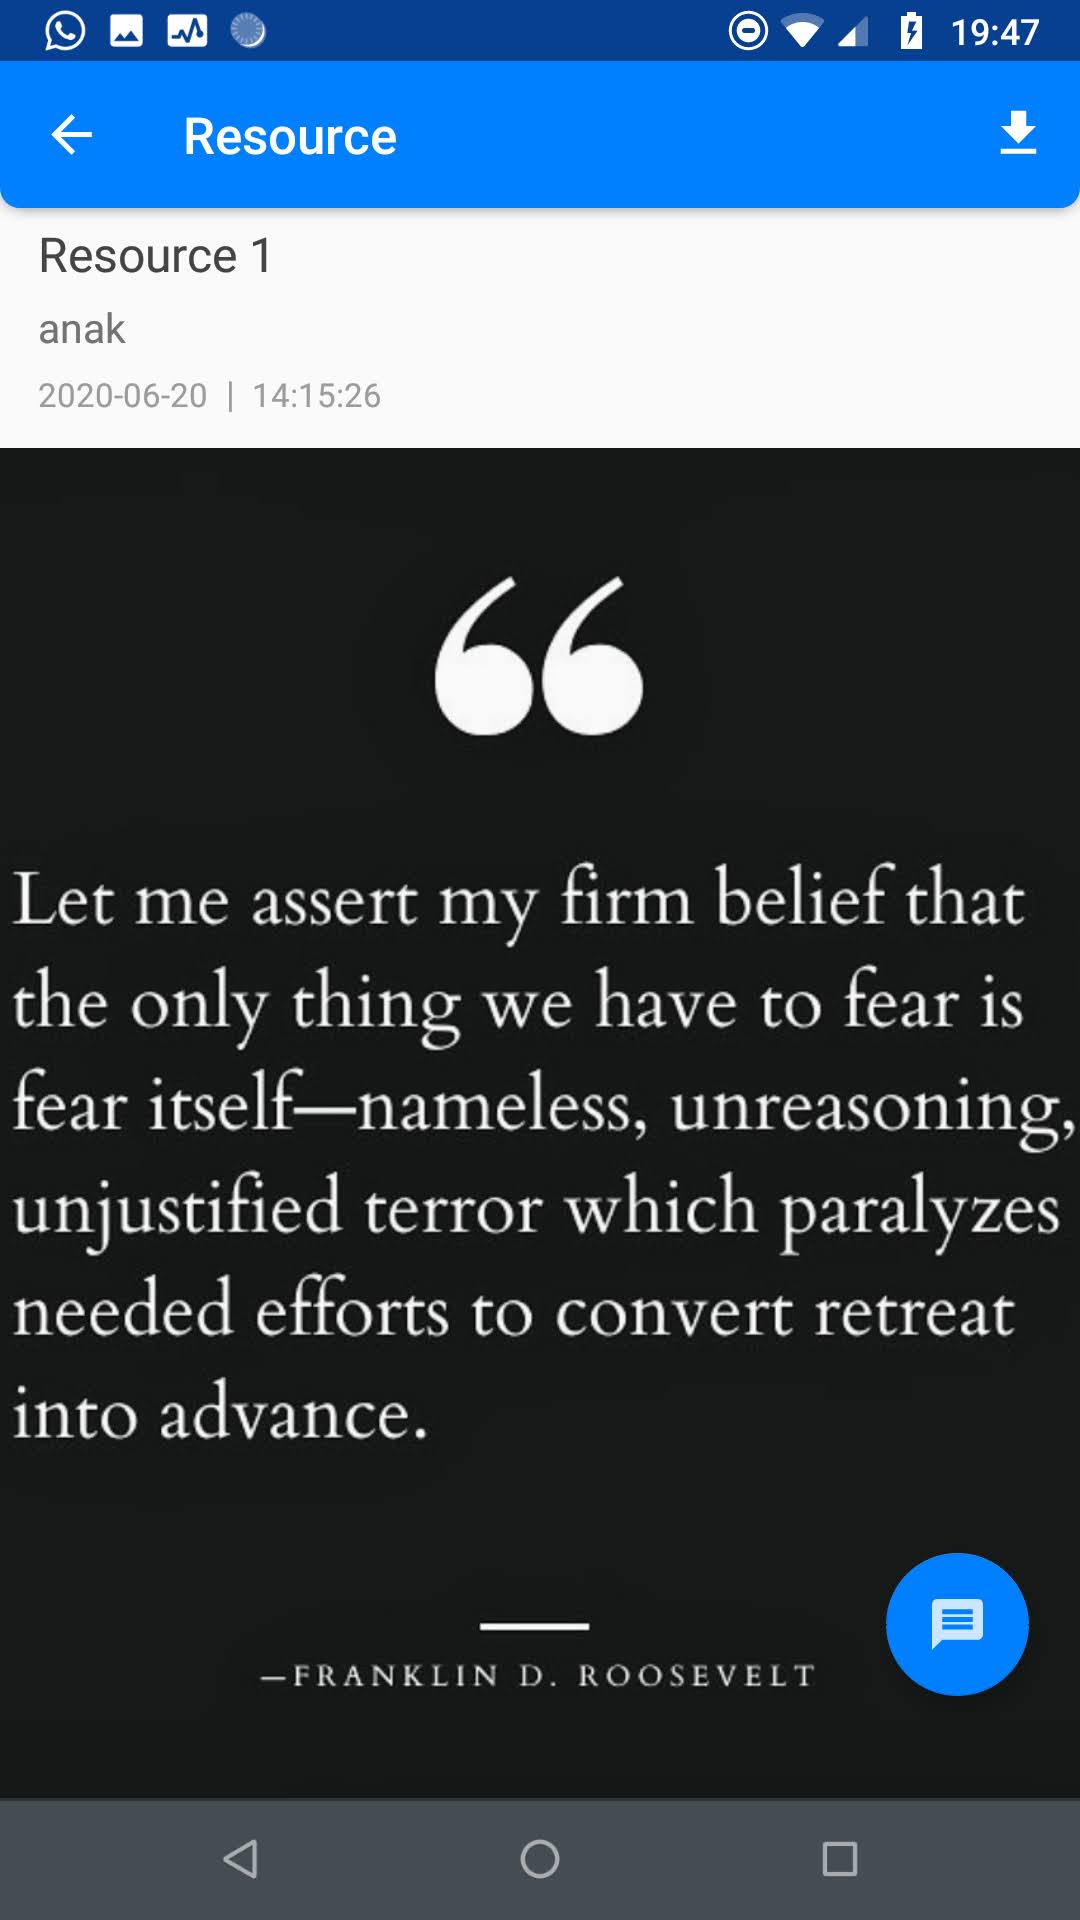 19:47
Resource
Resource 1
anak
2020-06-20 | 14:15:26
“
Let me assert my firm belief that
the only thing we have to fear is
fear itself—nameless, unreasoning,
unjustified terror which paralyzes
needed efforts to convert retreat
into advance.
—FRANKLIN D. ROOSEVELT